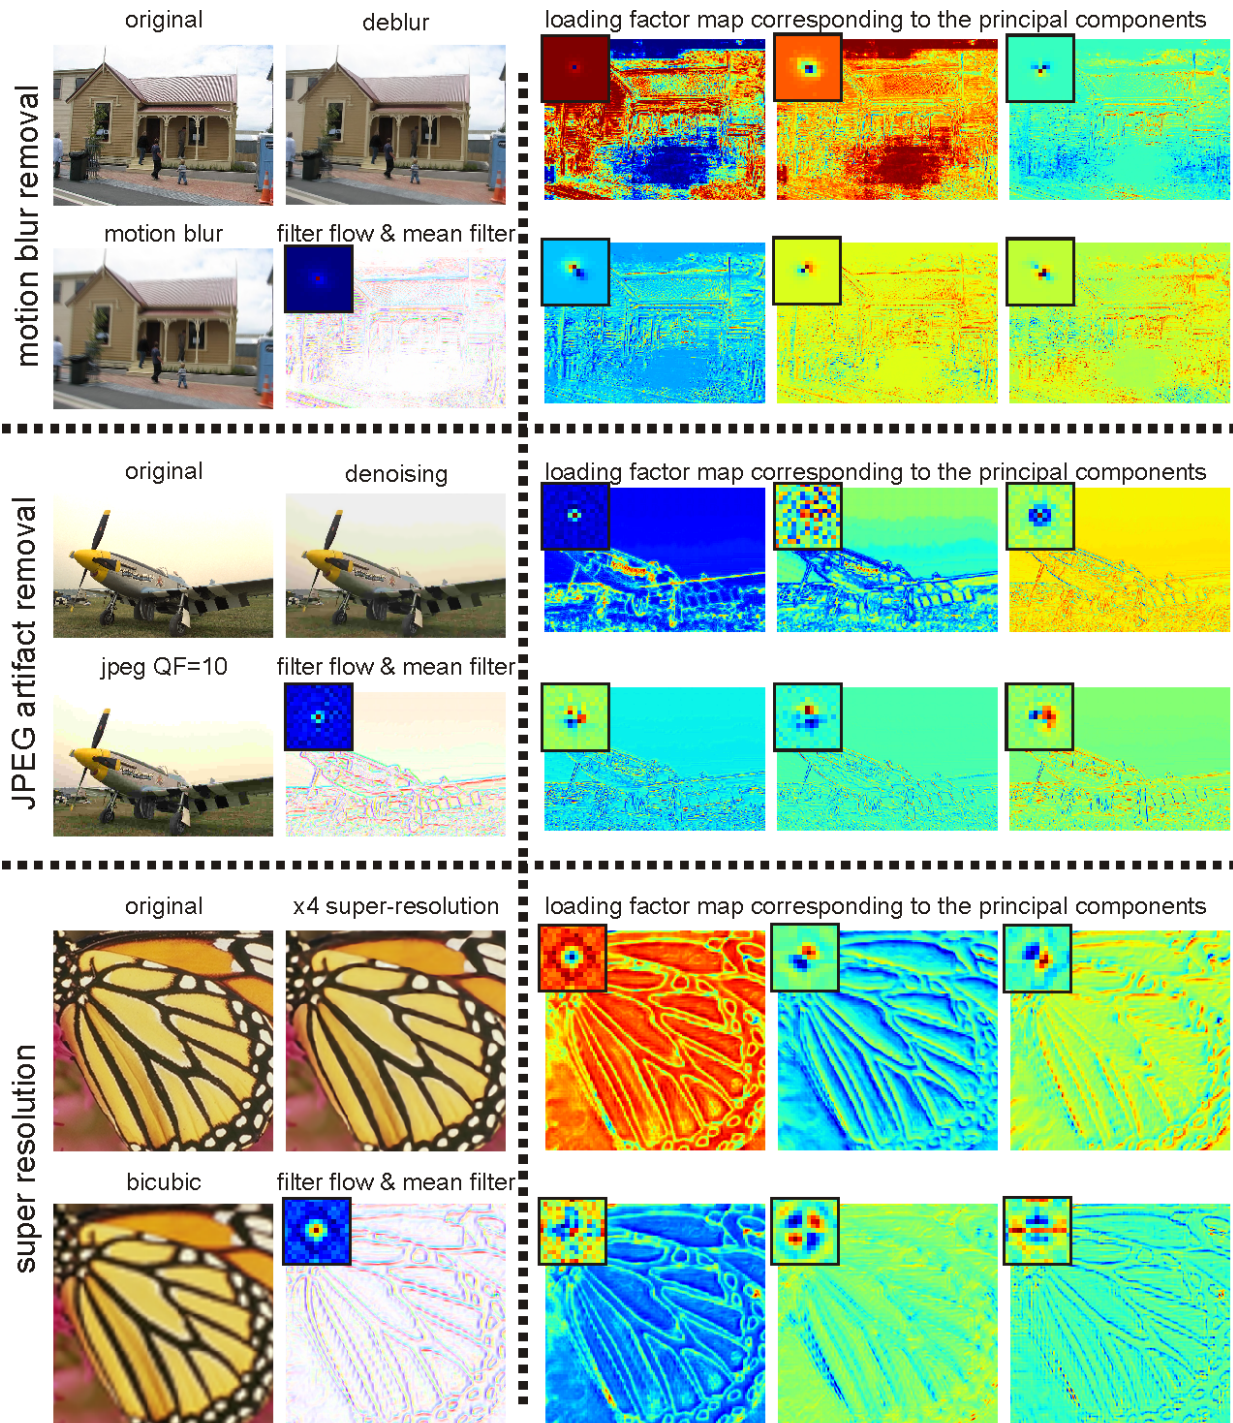 original
deblur
loading factor map corresponding to the principal components
motion blur removal
motion blur
filter flow & mean filter
original
denoising
loading factor map corresponding to the principal components
JPEG artifact removal
jpeg QF=10
filter flow & mean filter
original
x4 super-resolution
loading factor map corresponding to the principal components
super resolution
bicubic
filter flow & mean filter